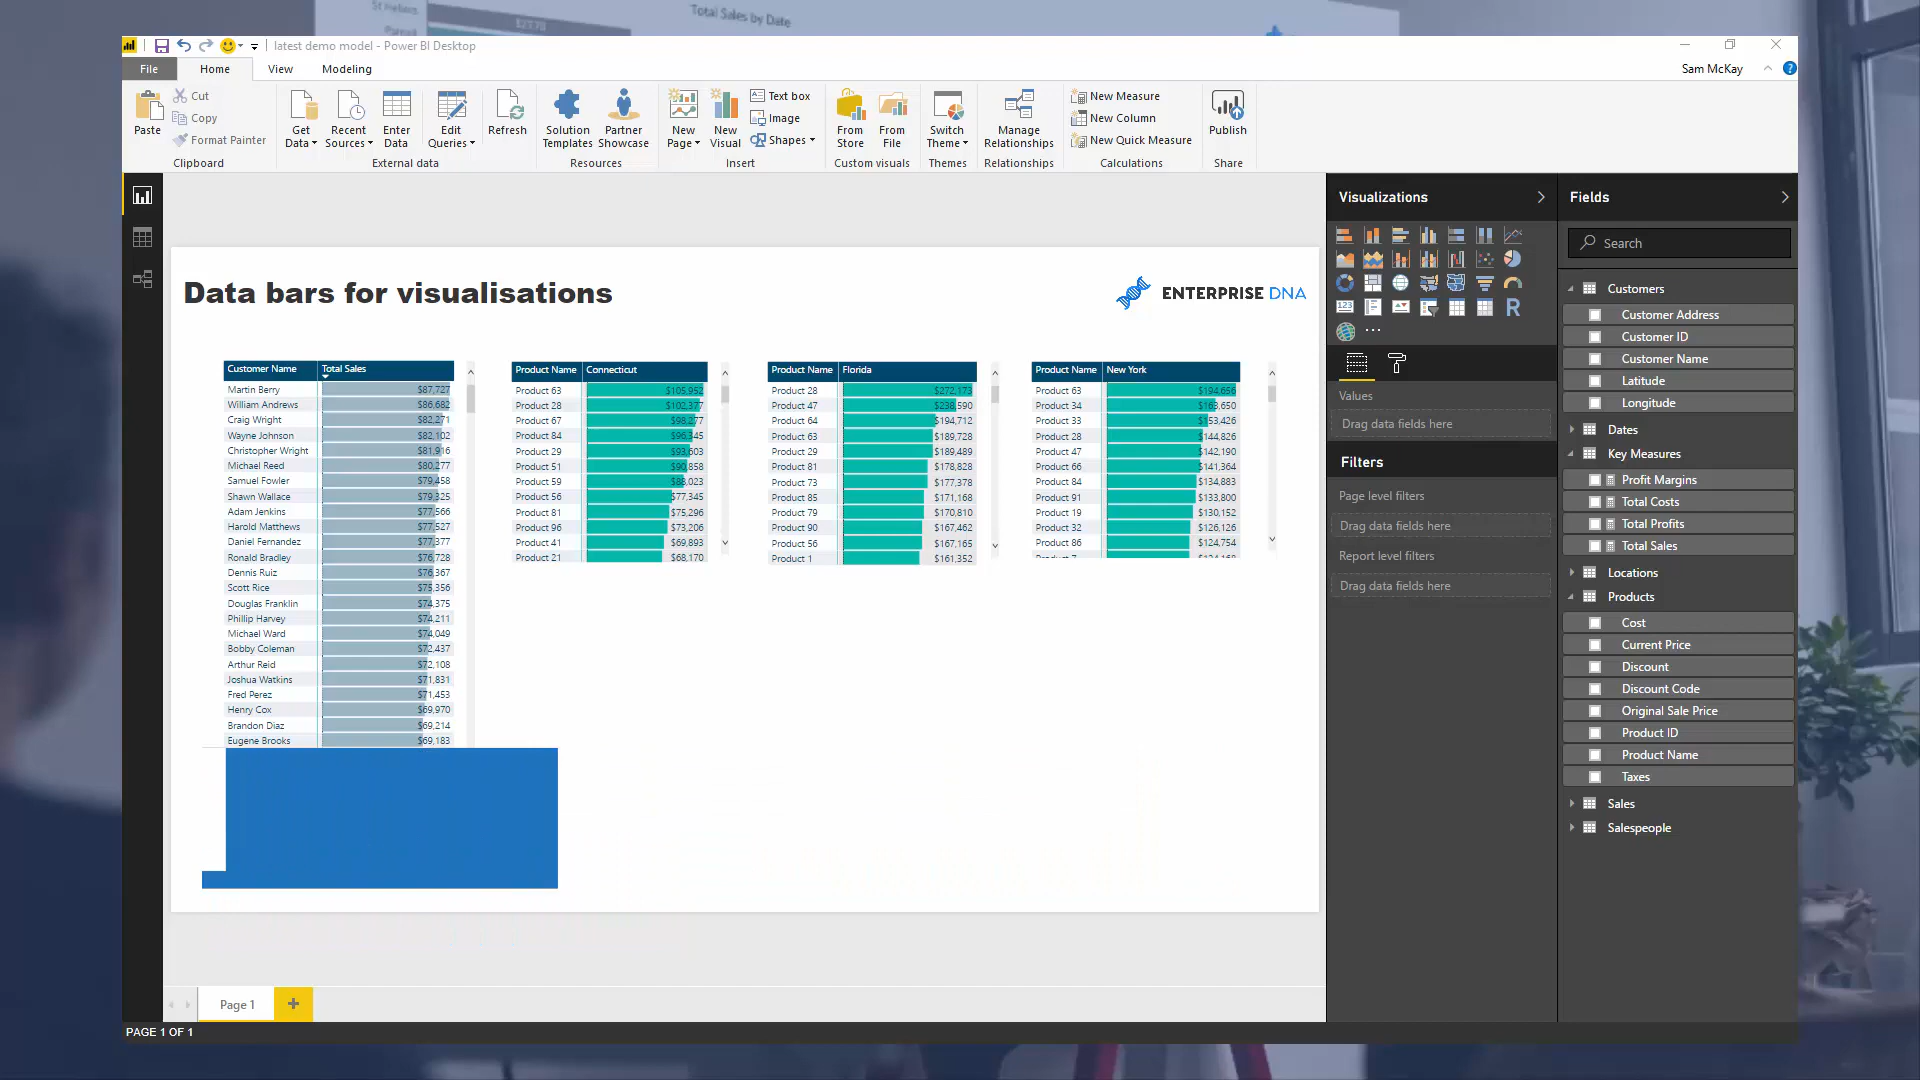 Total Sales by Date
latest demo model - Power BI Desktop
File Home View Modeling
Sam McKay
Paste
Cut
Copy
Format Painter
Clipboard
Get Data
Recent Sources
Enter Data
Edit Queries
Refresh
External data
Solution Templates
Partner Showcase
Resources
New Page
New Visual
Text box
Image
Shapes
Insert
From Store
From File
Custom visuals
Switch Theme
Themes
Manage Relationships
Relationships
New Measure
New Column
New Quick Measure
Calculations
Publish
Share
Data bars for visualisations
ENTERPRISE DNA
Customer Name Total Sales
Martin Berry $87,727
William Andrews $86,682
Craig Wright $82,271
Wayne Johnson $82,102
Christopher Wright $81,916
Michael Reed $80,277
Samuel Fowler $79,458
Shawn Wallace $79,325
Adam Jenkins $77,566
Harold Matthews $77,527
Daniel Fernandez $77,377
Ronald Bradley $76,728
Dennis Ruiz $76,367
Scott Rice $75,356
Douglas Franklin $74,375
Phillip Harvey $74,211
Michael Ward $74,049
Bobby Coleman $72,437
Arthur Reid $72,108
Joshua Watkins $71,831
Fred Perez $71,453
Henry Cox $69,970
Brandon Diaz $69,214
Eugene Brooks $69,183
Product Name Connecticut
Product 63 $105,952
Product 28 $102,377
Product 67 $98,277
Product 84 $96,345
Product 29 $93,603
Product 51 $90,858
Product 59 $88,023
Product 56 $77,345
Product 81 $75,296
Product 96 $73,206
Product 41 $69,893
Product 21 $68,170
Product Name Florida
Product 28 $272,173
Product 47 $238,590
Product 64 $194,712
Product 63 $189,728
Product 29 $189,489
Product 81 $178,828
Product 73 $177,378
Product 85 $171,168
Product 79 $170,810
Product 90 $167,462
Product 56 $167,165
Product 1 $161,352
Product Name New York
Product 63 $194,656
Product 34 $163,650
Product 33 $153,426
Product 28 $144,826
Product 47 $142,190
Product 66 $141,364
Product 84 $134,883
Product 91 $133,800
Product 19 $130,152
Product 32 $126,126
Product 86 $124,754
Visualizations
123
R
Values
Drag data fields here
Filters
Page level filters
Drag data fields here
Report level filters
Drag data fields here
Fields
Search
Customers
Customer Address
Customer ID
Customer Name
Latitude
Longitude
Dates
Key Measures
Profit Margins
Total Costs
Total Profits
Total Sales
Locations
Products
Cost
Current Price
Discount
Discount Code
Original Sale Price
Product ID
Product Name
Taxes
Sales
Salespeople
Page 1
PAGE 1 OF 1